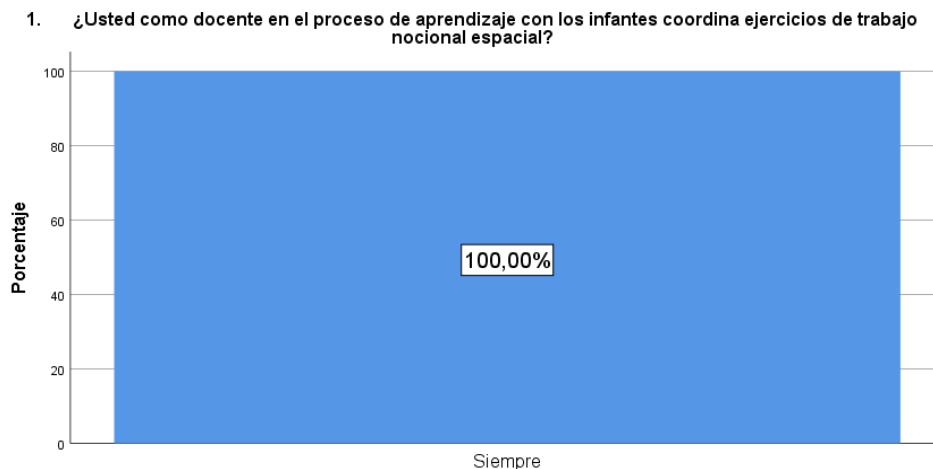 1. ¿Usted como docente en el proceso de aprendizaje con los infantes coordina ejercicios de trabajo
nocional espacial?
100
80
60
40
20
0
Porcentaje
100,00%
Siempre